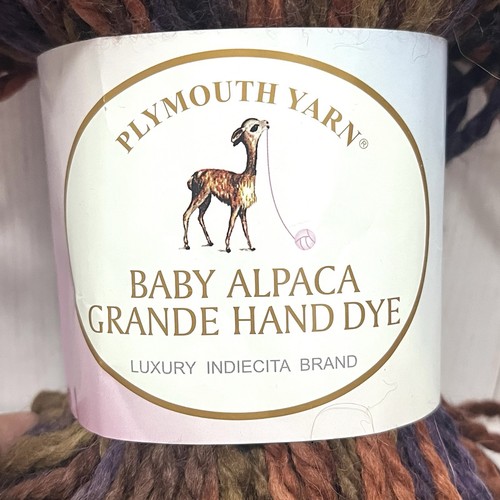 PLYMOUTH YARN®
BABY ALPACA
GRANDE HAND DYE
LUXURY INDIECITA BRAND